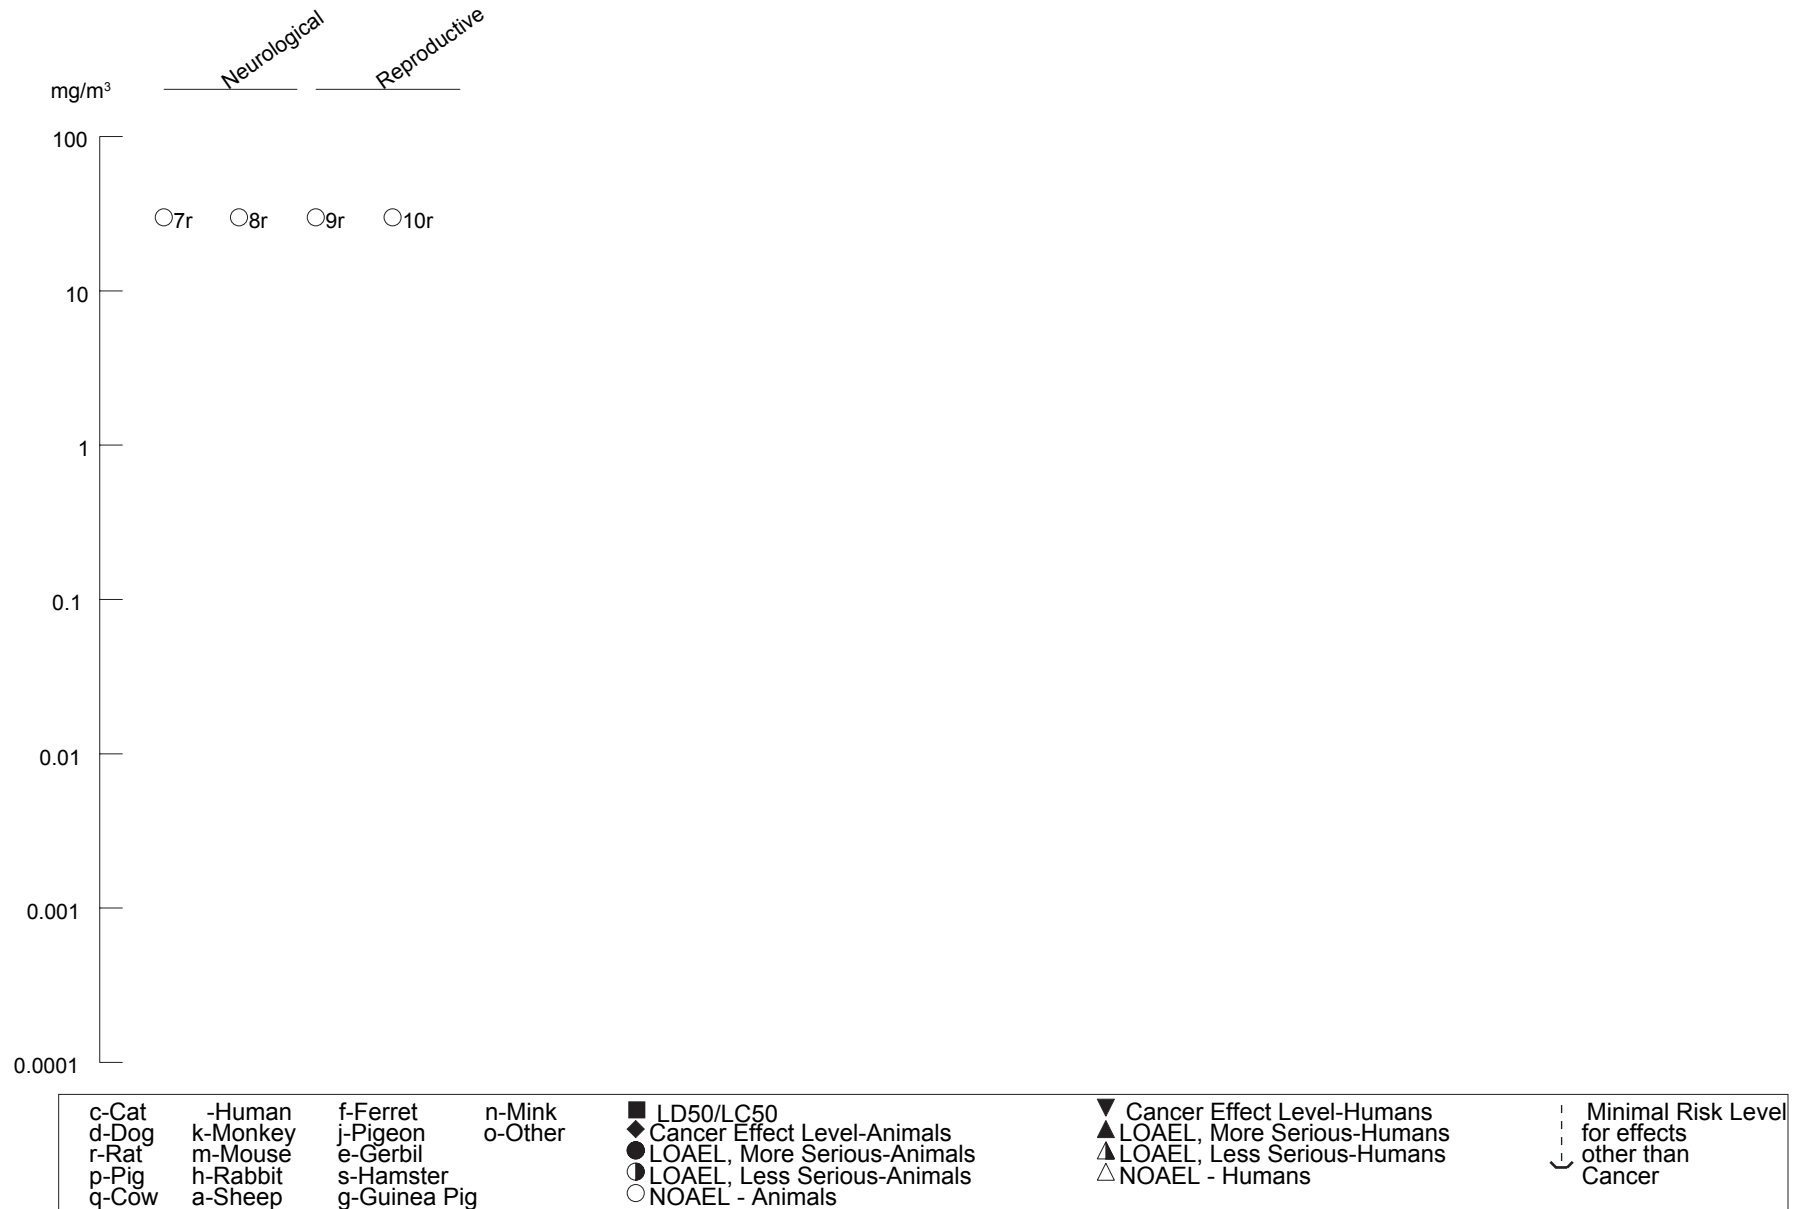 Neurological
Reproductive
mg/m³
100
7r 8r 9r 10r
10
1
0.1
0.01
0.001
0.0001
c-Cat -Human f-Ferret n-Mink LD50/LC50 Cancer Effect Level-Humans Minimal Risk Level
d-Dog k-Monkey j-Pigeon o-Other Cancer Effect Level-Animals LOAEL, More Serious-Humans for effects
r-Rat m-Mouse e-Gerbil LOAEL, More Serious-Animals LOAEL, Less Serious-Humans other than
p-Pig h-Rabbit s-Hamster LOAEL, Less Serious-Animals NOAEL - Humans Cancer
q-Cow a-Sheep g-Guinea Pig NOAEL - Animals